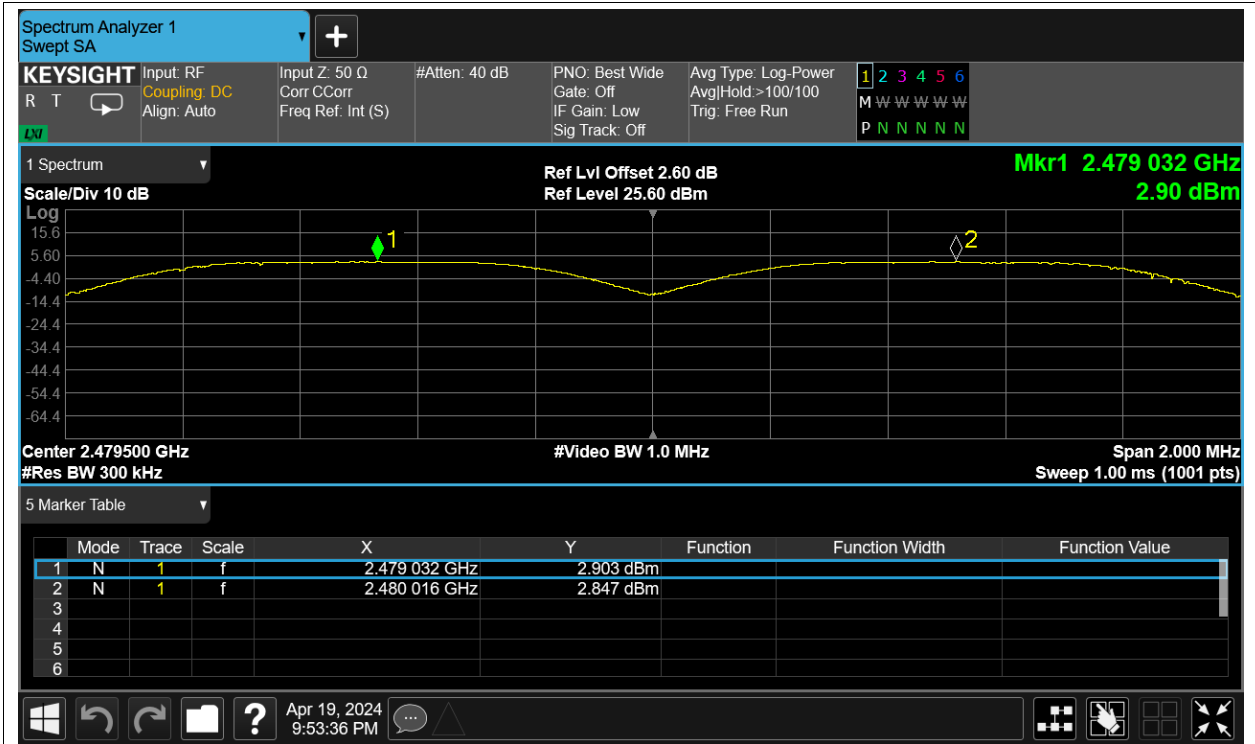 Spectrum Analyzer 1
Swept SA
KEYSIGHT
R T
LXI
Input: RF
Coupling: DC
Align: Auto
Input Z: 50 Ω
Corr CCorr
Freq Ref: Int (S)
#Atten: 40 dB
PNO: Best Wide
Gate: Off
IF Gain: Low
Sig Track: Off
Avg Type: Log-Power
Avg|Hold:>100/100
Trig: Free Run
1 2 3 4 5 6
M W W W W W
P N N N N N
1 Spectrum
Scale/Div 10 dB
Ref Lvl Offset 2.60 dB
Ref Level 25.60 dBm
Mkr1 2.479 032 GHz
2.90 dBm
Log
15.6
5.60
-4.40
-14.4
-24.4
-34.4
-44.4
-54.4
-64.4
1
2
Center 2.479500 GHz
#Res BW 300 kHz
#Video BW 1.0 MHz
Span 2.000 MHz
Sweep 1.00 ms (1001 pts)
5 Marker Table
Mode Trace Scale X Y Function Function Width Function Value
1 N 1 f 2.479 032 GHz 2.903 dBm
2 N 1 f 2.480 016 GHz 2.847 dBm
3
4
5
6
?
Apr 19, 2024
9:53:36 PM